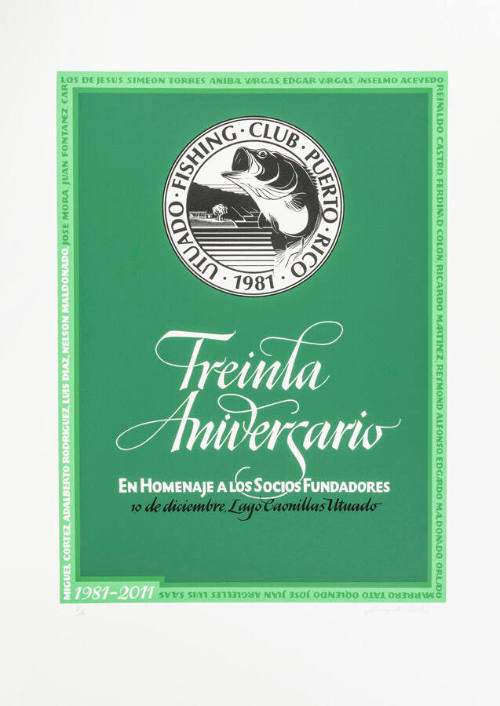 MIGUEL CORTEZ, ADALBERTO RODRIGUEZ, LUIS DIAZ, NELSON MALDONADO, JOSE MORA, JUAN FONTANEZ, CAR
LOS DE JESUS, SIMEON TORRES, ANIBAL VARGAS, EDGAR VARGAS, ANSELMO ACEVEDO
REINALDO CASTRO, FERDINAD COLON, RICARDO MARTINEZ, REYMOND ALFONSO, EDGARDO MALDONADO, ORLANDO
MARRERO, TATO OQUENDO, JOSE JUAN ARGUELLES, LUIS SALAS
UTUADO · FISHING · CLUB · PUERTO · RICO
· 1981 ·
Treinta
Aniversario
EN HOMENAJE A LOS SOCIOS FUNDADORES
10 de diciembre, Lago Caonillas Utuado
1981-2011